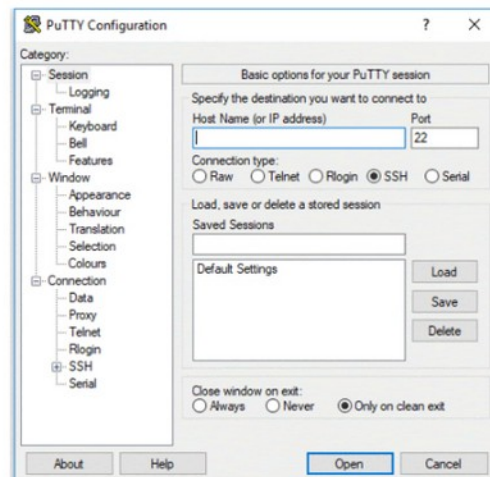 PuTTY Configuration
? ×
Category:
Session
Logging
Terminal
Keyboard
Bell
Features
Window
Appearance
Behaviour
Translation
Selection
Colours
Connection
Data
Proxy
Telnet
Rlogin
SSH
Serial
Basic options for your PuTTY session
Specify the destination you want to connect to
Host Name (or IP address) Port
22
Connection type:
Raw Telnet Rlogin SSH Serial
Load, save or delete a stored session
Saved Sessions
Default Settings
Load
Save
Delete
Close window on exit:
Always Never Only on clean exit
About Help Open Cancel